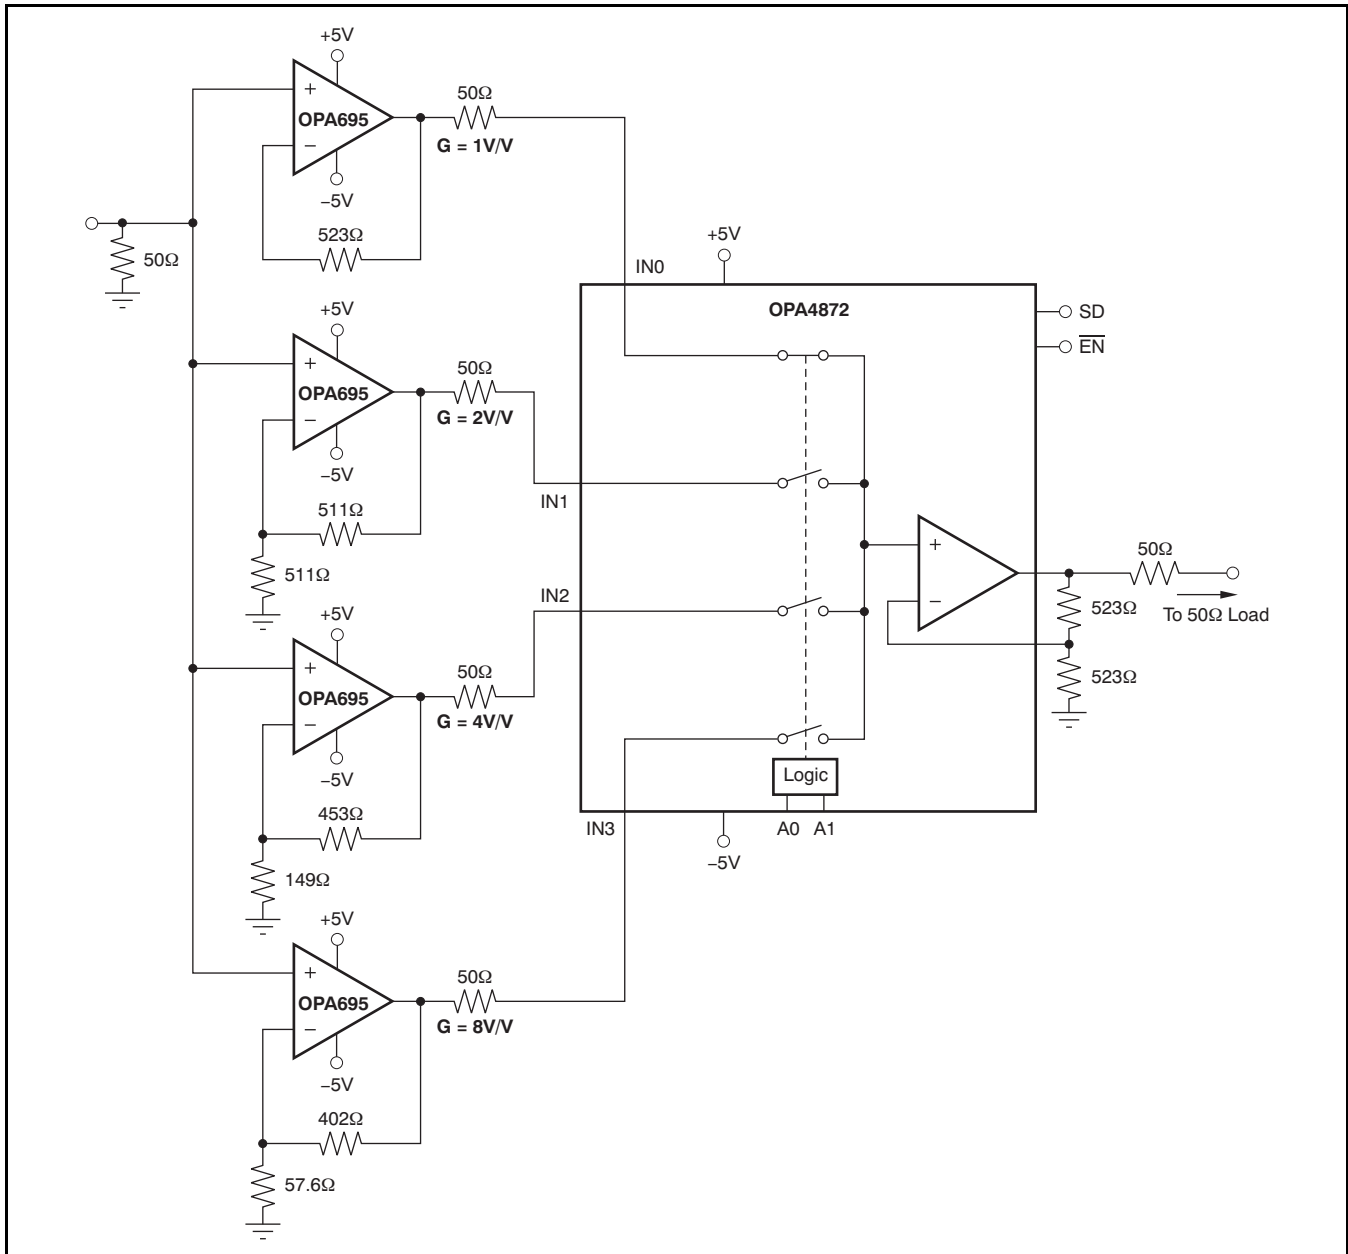 +5V
+
OPA695
−
−5V
50Ω
G = 1V/V
523Ω
50Ω
+5V
+
OPA695
−
−5V
50Ω
G = 2V/V
511Ω
511Ω
+5V
+
OPA695
−
−5V
50Ω
G = 4V/V
453Ω
149Ω
+5V
+
OPA695
−
−5V
50Ω
G = 8V/V
402Ω
57.6Ω
IN0
+5V
OPA4872
SD
EN
IN1
IN2
IN3
+
−
Logic
A0 A1
−5V
523Ω
523Ω
50Ω
To 50Ω Load